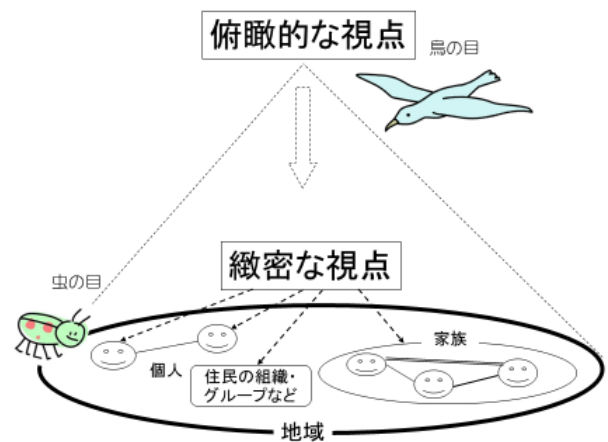 俯瞰的な視点
鳥の目
緻密な視点
虫の目
家族
個人
住民の組織・
グループなど
地域